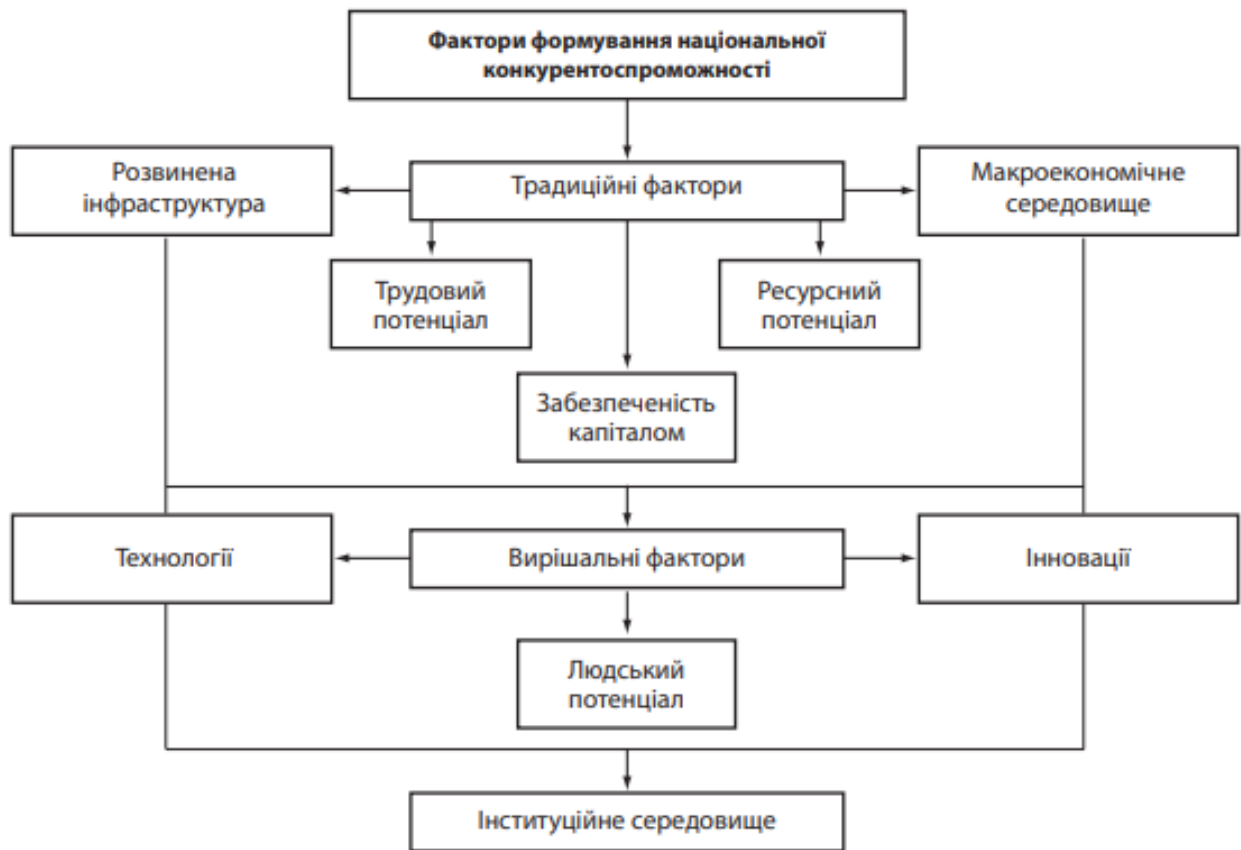 Фактори формування національної
конкурентоспроможності
Розвинена
інфраструктура
Традиційні фактори
Макроекономічне
середовище
Трудовий
потенціал
Ресурсний
потенціал
Забезпеченість
капіталом
Технології
Вирішальні фактори
Інновації
Людський
потенціал
Інституційне середовище